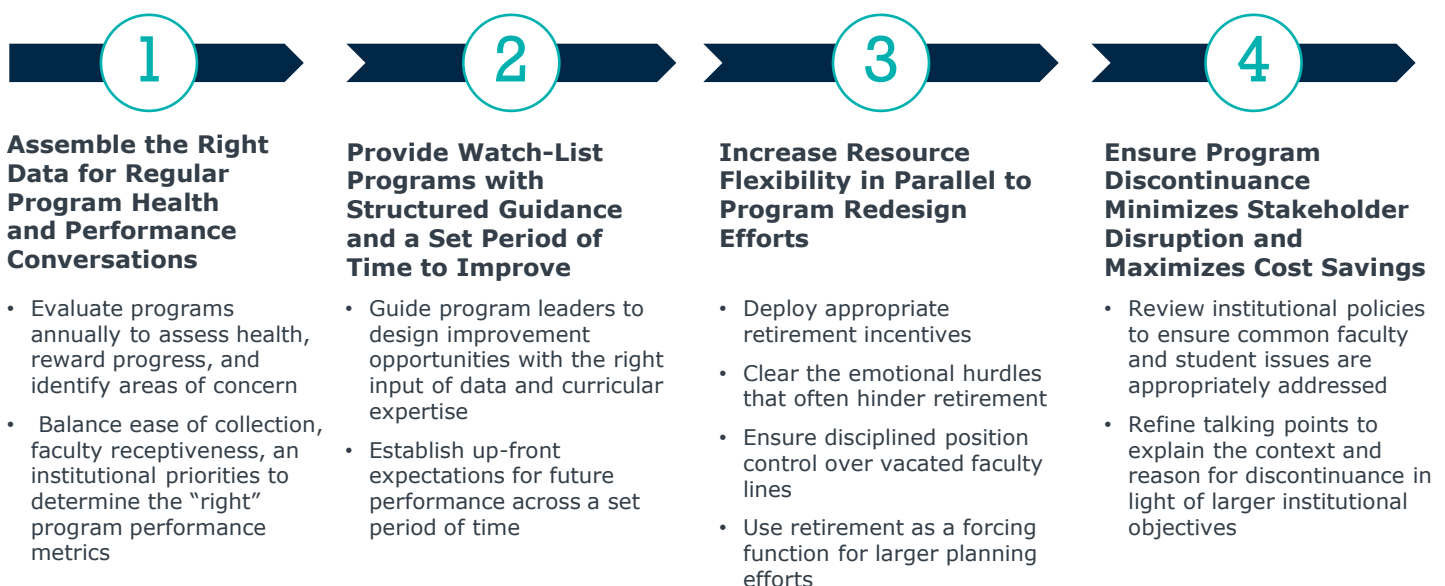 1
Assemble the Right
Data for Regular
Program Health
and Performance
Conversations
• Evaluate programs
annually to assess health,
reward progress, and
identify areas of concern
• Balance ease of collection,
faculty receptiveness, an
institutional priorities to
determine the “right”
program performance
metrics
2
Provide Watch-List
Programs with
Structured Guidance
and a Set Period of
Time to Improve
• Guide program leaders to
design improvement
opportunities with the right
input of data and curricular
expertise
• Establish up-front
expectations for future
performance across a set
period of time
3
Increase Resource
Flexibility in Parallel to
Program Redesign
Efforts
• Deploy appropriate
retirement incentives
• Clear the emotional hurdles
that often hinder retirement
• Ensure disciplined position
control over vacated faculty
lines
• Use retirement as a forcing
function for larger planning
efforts
4
Ensure Program
Discontinuance
Minimizes Stakeholder
Disruption and
Maximizes Cost Savings
• Review institutional policies
to ensure common faculty
and student issues are
appropriately addressed
• Refine talking points to
explain the context and
reason for discontinuance in
light of larger institutional
objectives